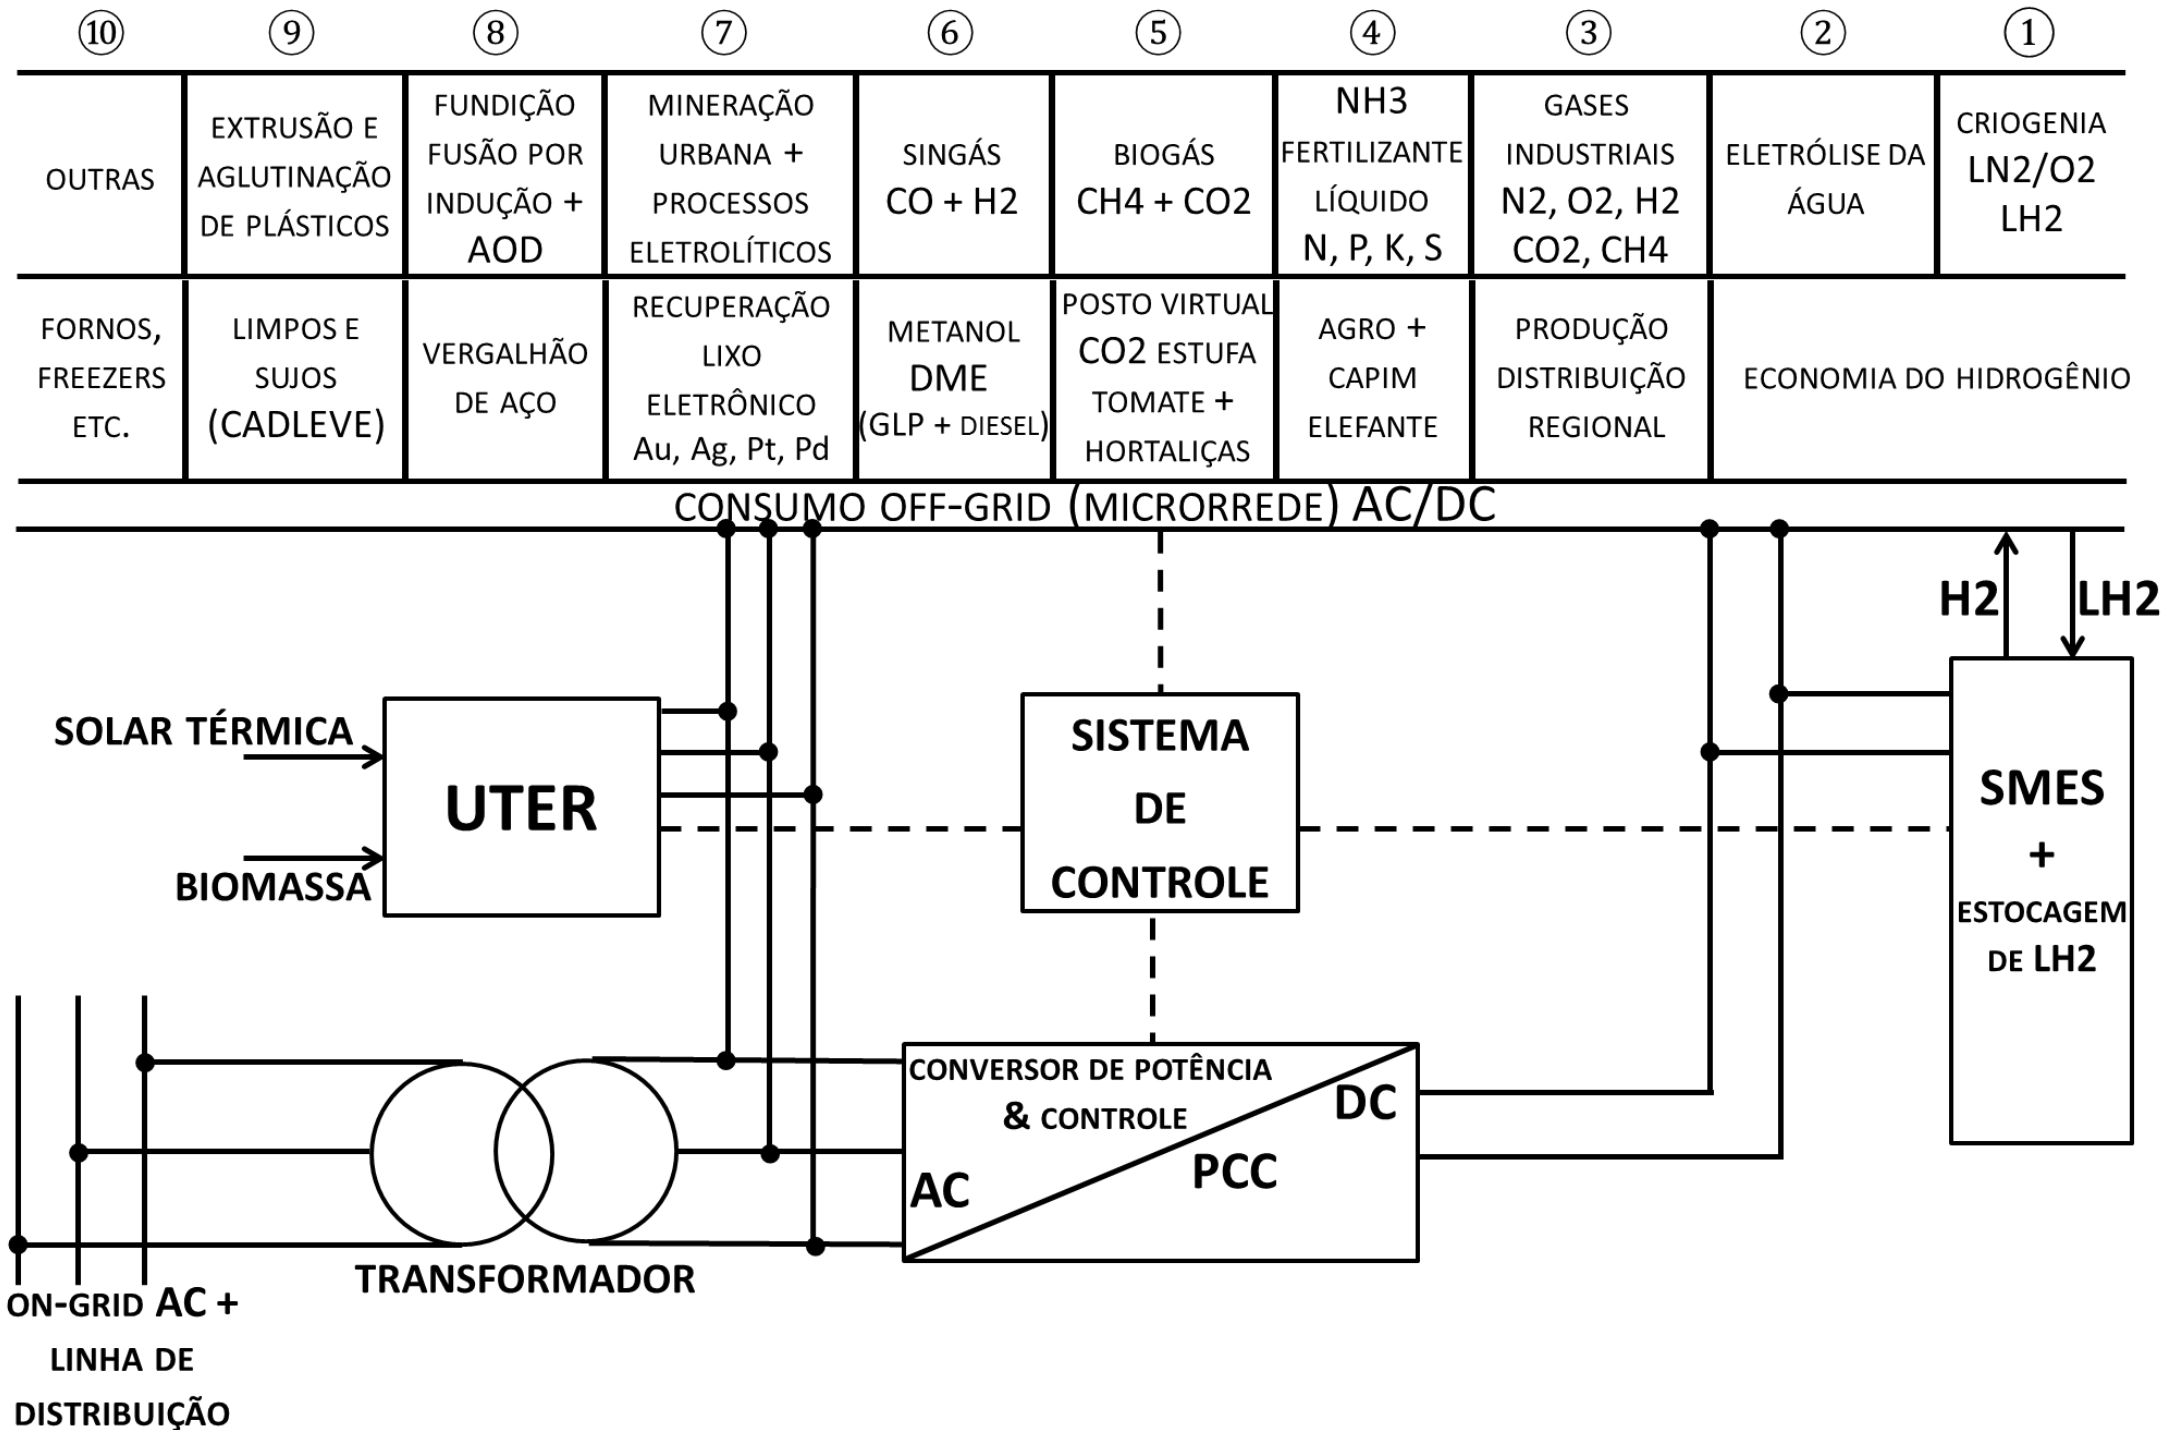 ⑩ ⑨ ⑧ ⑦ ⑥ ⑤ ④ ③ ② ①
OUTRAS
EXTRUSÃO E
AGLUTINAÇÃO
DE PLÁSTICOS
FUNDIÇÃO
FUSÃO POR
INDUÇÃO +
AOD
MINERAÇÃO
URBANA +
PROCESSOS
ELETROLÍTICOS
SINGÁS
CO + H2
BIOGÁS
CH4 + CO2
NH3
FERTILIZANTE
LÍQUIDO
N, P, K, S
GASES
INDUSTRIAIS
N2, O2, H2
CO2, CH4
ELETRÓLISE DA
ÁGUA
CRIOGENIA
LN2/O2
LH2
FORNOS,
FREEZERS
ETC.
LIMPOS E
SUJOS
(CADLEVE)
VERGALHÃO
DE AÇO
RECUPERAÇÃO
LIXO
ELETRÔNICO
Au, Ag, Pt, Pd
METANOL
DME
(GLP + DIESEL)
POSTO VIRTUAL
CO2 ESTUFA
TOMATE +
HORTALIÇAS
AGRO +
CAPIM
ELEFANTE
PRODUÇÃO
DISTRIBUIÇÃO
REGIONAL
ECONOMIA DO HIDROGÊNIO
CONSUMO OFF-GRID (MICRORREDE) AC/DC
H2
LH2
SOLAR TÉRMICA
BIOMASSA
UTER
SISTEMA
DE
CONTROLE
SMES
+
ESTOCAGEM
DE LH2
CONVERSOR DE POTÊNCIA
& CONTROLE
DC
AC
PCC
TRANSFORMADOR
ON-GRID AC +
LINHA DE
DISTRIBUIÇÃO